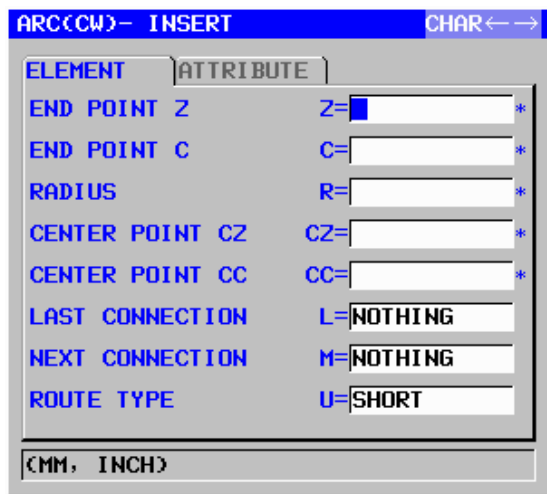 ARC(CW)- INSERT CHAR←→
ELEMENT ATTRIBUTE
END POINT Z Z= *
END POINT C C= *
RADIUS R= *
CENTER POINT CZ CZ= *
CENTER POINT CC CC= *
LAST CONNECTION L=NOTHING
NEXT CONNECTION M=NOTHING
ROUTE TYPE U=SHORT
(MM, INCH)